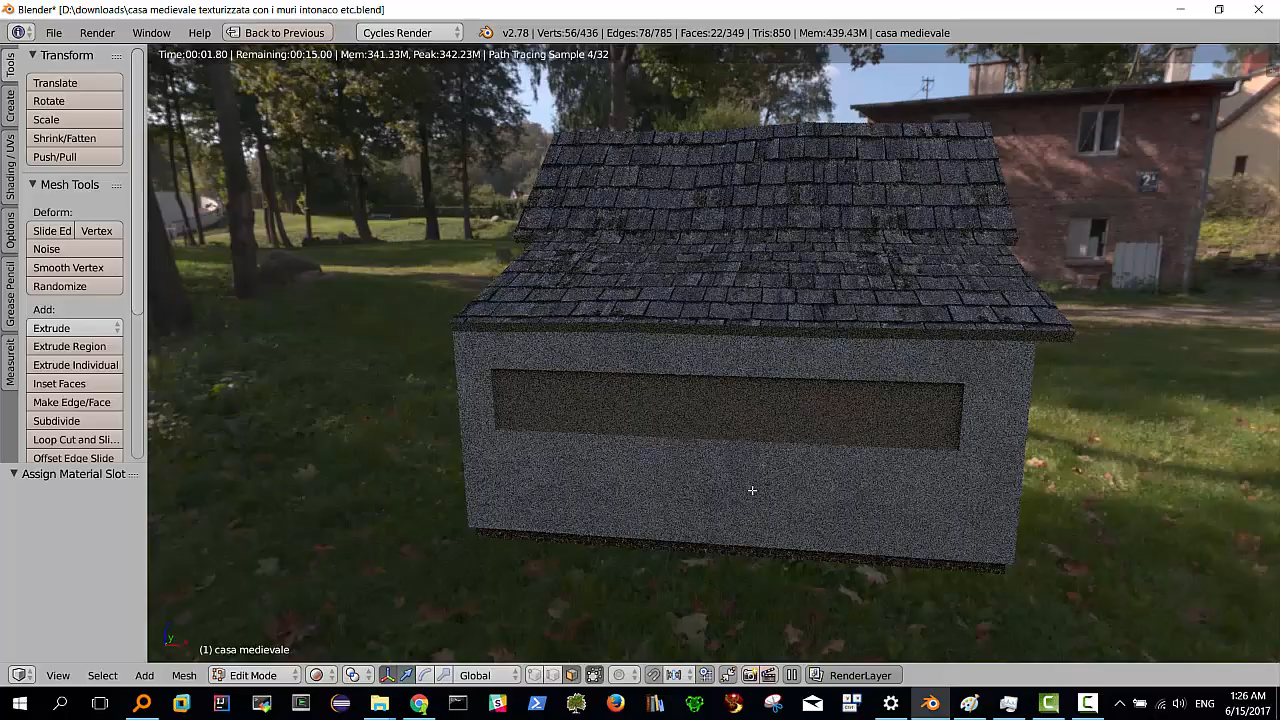 Blender* [D:\downloads\casa medievale texturizzata con i muri intonaco etc.blend]
File Render Window Help Back to Previous Cycles Render v2.78 | Verts:56/436 | Edges:78/785 | Faces:22/349 | Tris:850 | Mem:439.43M | casa medievale
Time:00:01.80 | Remaining:00:15.00 | Mem:341.33M, Peak:342.23M | Path Tracing Sample 4/32
Tools
Create
Shading / UVs
Options
Grease Pencil
Measureit
Transform
Translate
Rotate
Scale
Shrink/Fatten
Push/Pull
Mesh Tools
Deform:
Slide Ed Vertex
Noise
Smooth Vertex
Randomize
Add:
Extrude
Extrude Region
Extrude Individual
Inset Faces
Make Edge/Face
Subdivide
Loop Cut and Sli...
Offset Edge Slide
Assign Material Slot
y
(1) casa medievale
View Select Add Mesh Edit Mode Global RenderLayer
ENG
1:26 AM
6/15/2017